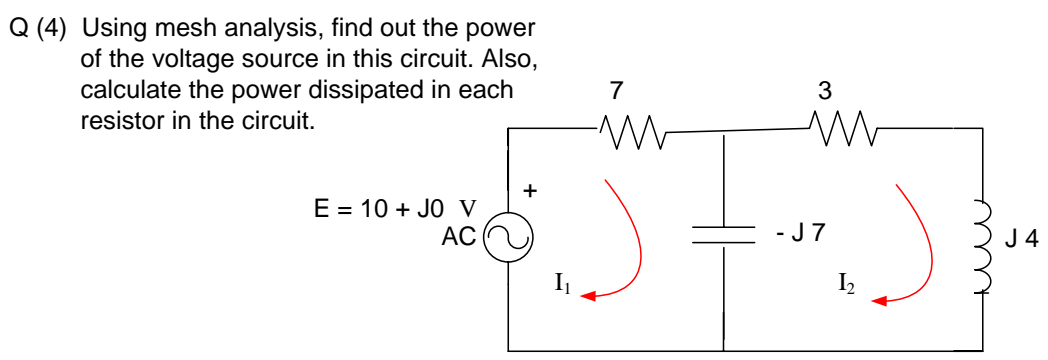 Q (4) Using mesh analysis, find out the power
of the voltage source in this circuit. Also,
calculate the power dissipated in each
resistor in the circuit.
7
3
+
E = 10 + J0 V
AC
- J 7
J 4
I₁
I₂